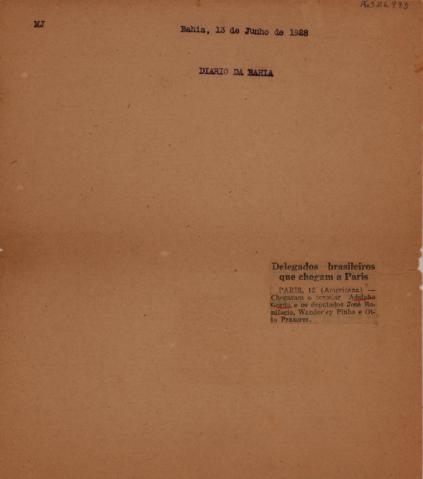 MJ
Bahia, 13 de Junho de 1928
DIARIO DA BAHIA
Delegados brasileiros
que chegam a Paris
PARIS, 12 (Americana) —
Chegaram o senador Adolpho
Gordo, e os deputados José Bo-
nifacio, Wanderley Pinho e Ot-
to Prazeres.